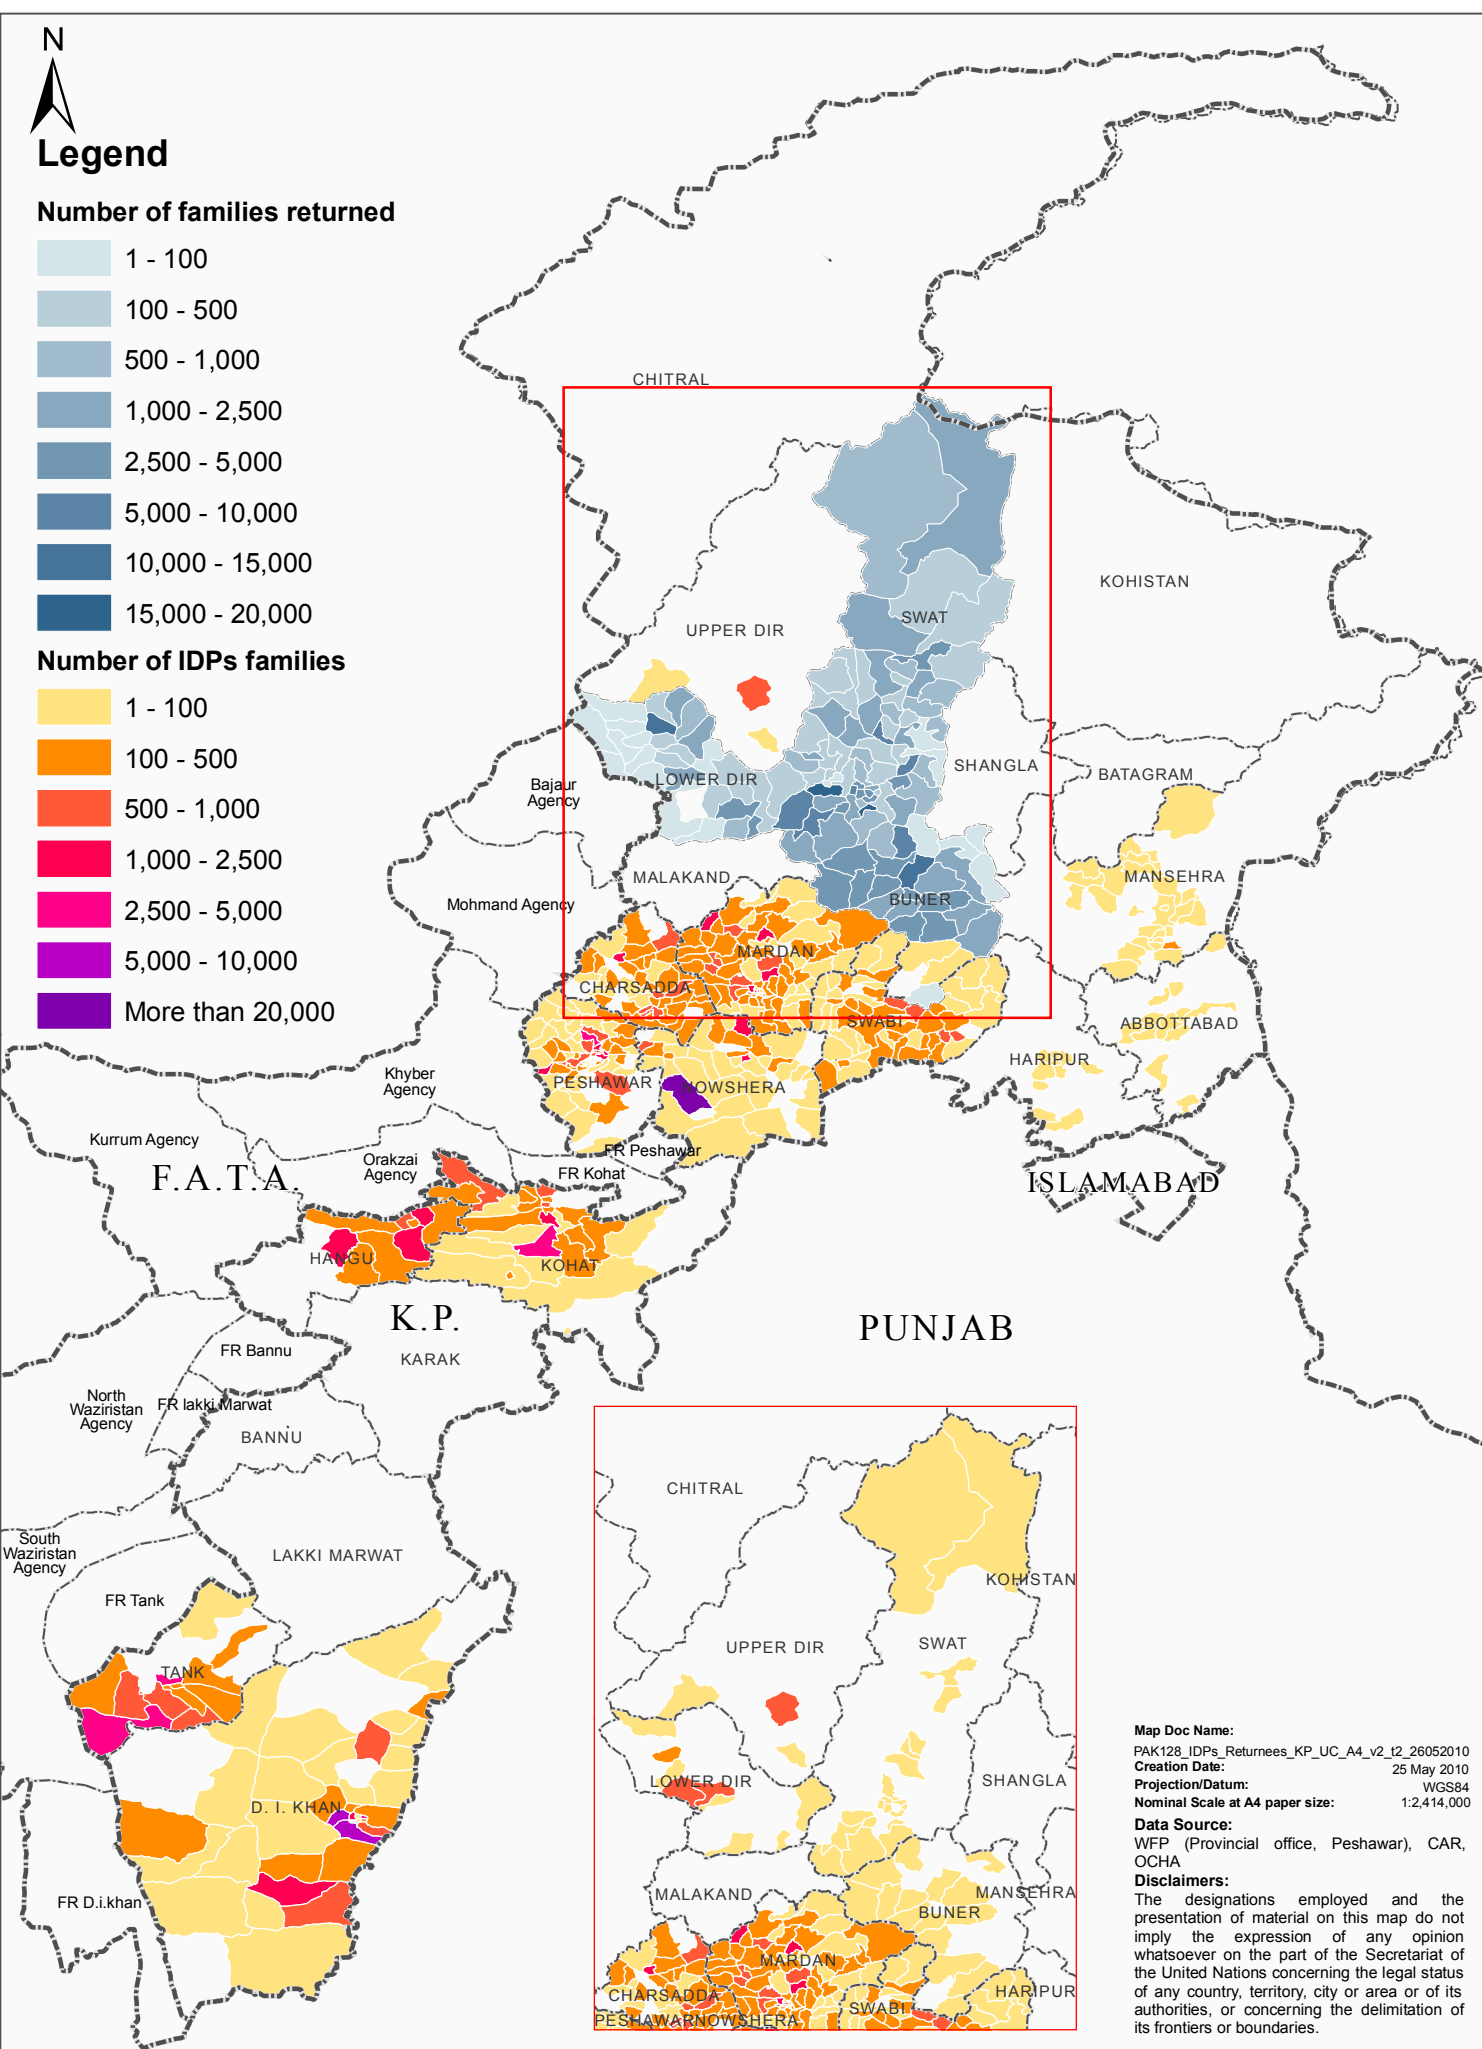 N
Legend
Number of families returned
1 - 100
100 - 500
500 - 1,000
1,000 - 2,500
2,500 - 5,000
5,000 - 10,000
10,000 - 15,000
15,000 - 20,000
Number of IDPs families
1 - 100
100 - 500
500 - 1,000
1,000 - 2,500
2,500 - 5,000
5,000 - 10,000
More than 20,000
CHITRAL
KOHISTAN
SWAT
UPPER DIR
SHANGLA
BATAGRAM
LOWER DIR
Bajaur
Agency
MALAKAND
MANSEHRA
BUNER
Mohmand Agency
MARDAN
CHARSADDA
SWABI
ABBOTTABAD
HARIPUR
Khyber
Agency
PESHAWAR
NOWSHERA
Kurrum Agency
FR Peshawar
Orakzai
Agency
FR Kohat
F.A.T.A.
ISLAMABAD
HANGU
KOHAT
K.P.
PUNJAB
FR Bannu
KARAK
North
Waziristan
Agency
FR lakki Marwat
BANNU
South
Waziristan
Agency
LAKKI MARWAT
FR Tank
TANK
D. I. KHAN
FR D.i.khan
CHITRAL
KOHISTAN
UPPER DIR
SWAT
LOWER DIR
SHANGLA
MALAKAND
MANSEHRA
BUNER
MARDAN
CHARSADDA
HARIPUR
SWABI
PESHAWAR
NOWSHERA
Map Doc Name:
PAK128_IDPs_Returnees_KP_UC_A4_v2_t2_26052010
Creation Date: 25 May 2010
Projection/Datum: WGS84
Nominal Scale at A4 paper size: 1:2,414,000
Data Source:
WFP (Provincial office, Peshawar), CAR,
OCHA
Disclaimers:
The designations employed and the
presentation of material on this map do not
imply the expression of any opinion
whatsoever on the part of the Secretariat of
the United Nations concerning the legal status
of any country, territory, city or area or of its
authorities, or concerning the delimitation of
its frontiers or boundaries.